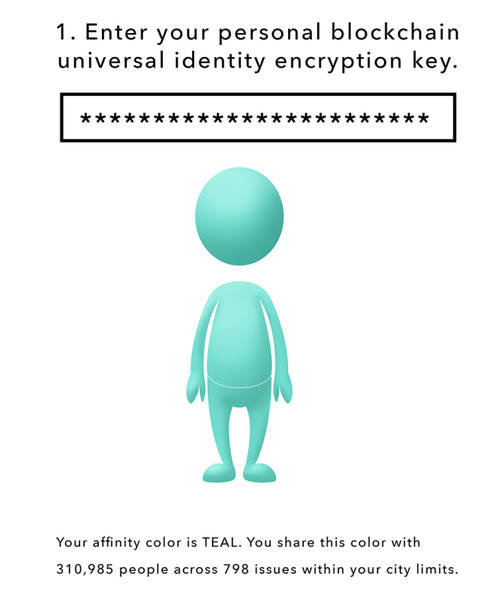 1. Enter your personal blockchain
universal identity encryption key.
************************
Your affinity color is TEAL. You share this color with
310,985 people across 798 issues within your city limits.